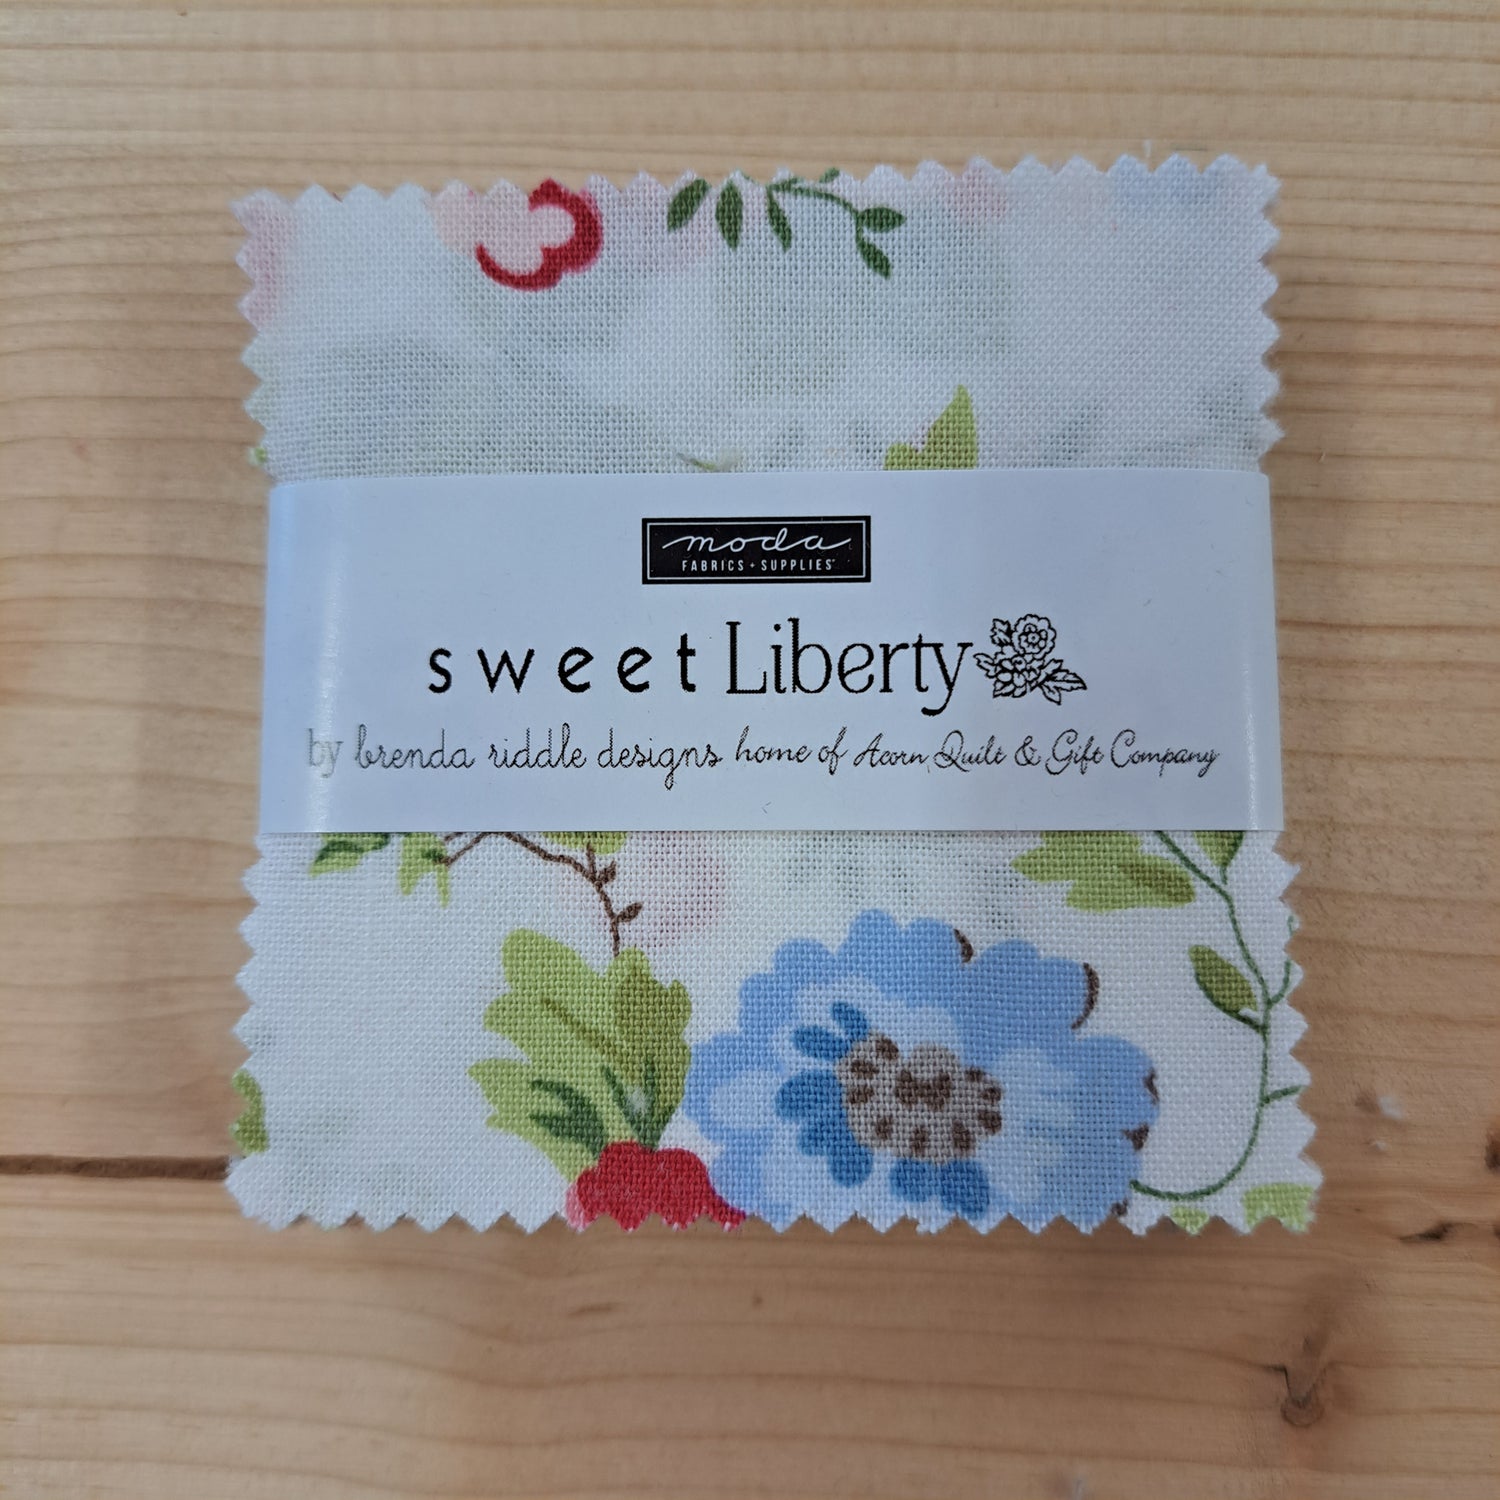 moda
FABRICS + SUPPLIES®
sweet Liberty
by brenda riddle designs home of Acorn Quilt & Gift Company